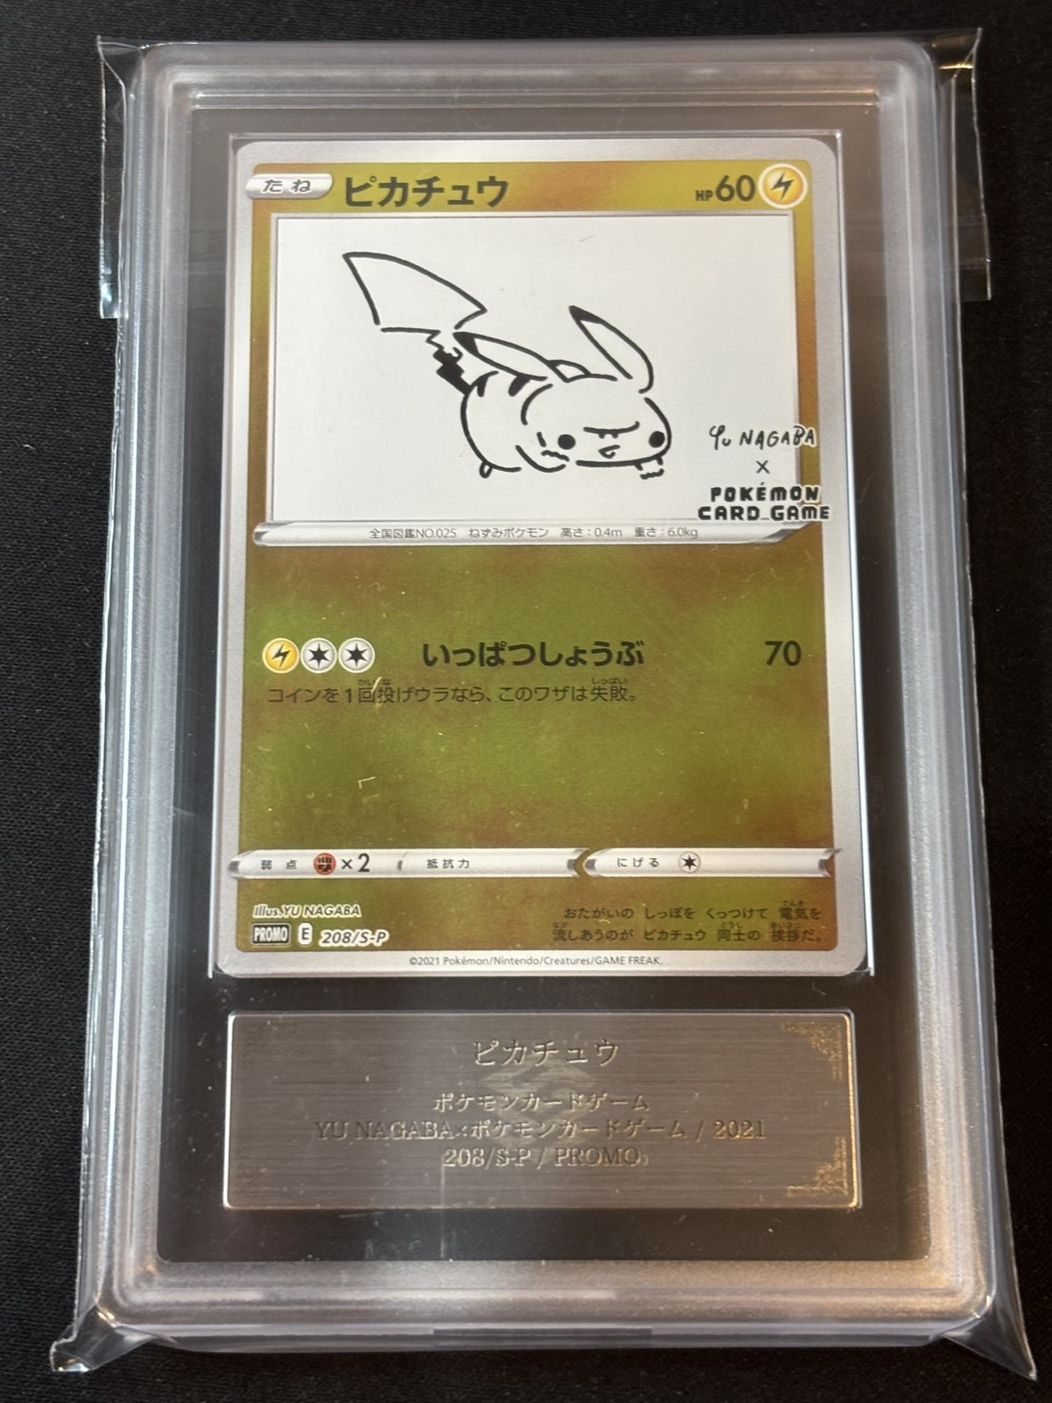 たね ピカチュウ HP60
Yu NAGABA
×
POKÉMON
CARD GAME
全国図鑑NO.025 ねずみポケモン 高さ:0.4m 重さ:6.0kg
いっぱつしょうぶ 70
コインを1回投げウラなら、このワザは失敗。
弱点 ×2 抵抗力 にげる
illus.YU NAGABA
PROMO E 208/S-P
おたがいの しっぽを くっつけて 電気を
流しあうのが ピカチュウ 同士の 挨拶だ。
©2021 Pokémon/Nintendo/Creatures/GAME FREAK.
ピカチュウ
ポケモンカードゲーム
YU NAGABA×ポケモンカードゲーム / 2021
208/S-P / PROMO